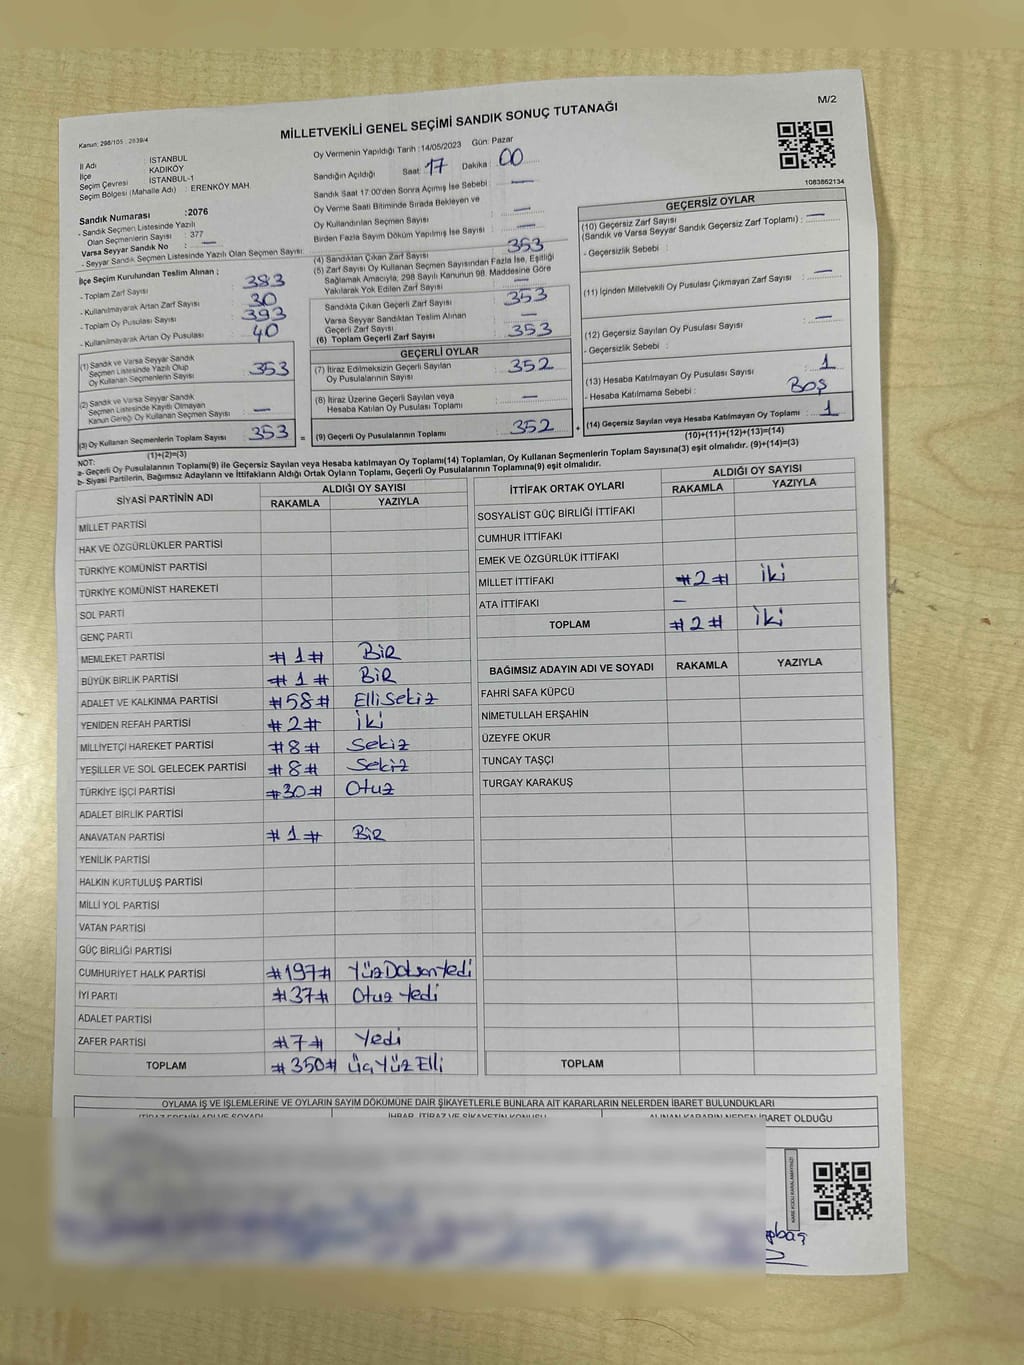 M/2
MİLLETVEKİLİ GENEL SEÇİMİ SANDIK SONUÇ TUTANAĞI
Kanun: 298/105 2839/4
1083862134
İl Adı : İSTANBUL
İlçe : KADIKÖY
Seçim Çevresi : İSTANBUL-1
Seçim Bölgesi (Mahalle Adı) : ERENKÖY MAH.
Sandık Numarası :2076
- Sandık Seçmen Listesinde Yazılı
Olan Seçmenlerin Sayısı : 377
Varsa Seyyar Sandık No : —
- Seyyar Sandık Seçmen Listesinde Yazılı Olan Seçmen Sayısı:
İlçe Seçim Kurulundan Teslim Alınan ;
- Toplam Zarf Sayısı 383
- Kullanılmayarak Artan Zarf Sayısı 30
- Toplam Oy Pusulası Sayısı 393
- Kullanılmayarak Artan Oy Pusulası 40
(1) Sandık ve Varsa Seyyar Sandık
Seçmen Listesinde Yazılı Olup
Oy Kullanan Seçmenlerin Sayısı 353
(2) Sandık ve Varsa Seyyar Sandık
Seçmen Listesinde Kayıtlı Olmayan
Kanun Gereği Oy Kullanan Seçmen Sayısı —
(3) Oy Kullanan Seçmenlerin Toplam Sayısı 353
(1)+(2)=(3)
Oy Vermenin Yapıldığı Tarih :14/05/2023 Gün: Pazar
Sandığın Açıldığı Saat: 17 Dakika 00
Sandık Saat 17.00'den Sonra Açımış İse Sebebi —
Oy Verme Saati Bitiminde Sırada Bekleyen ve
Oy Kullandırılan Seçmen Sayısı —
Birden Fazla Sayım Döküm Yapılmış İse Sayısı —
(4) Sandıktan Çıkan Zarf Sayısı 353
(5) Zarf Sayısı Oy Kullanan Seçmen Sayısından Fazla İse, Eşitliği
Sağlamak Amacıyla, 298 Sayılı Kanunun 98. Maddesine Göre
Yakılarak Yok Edilen Zarf Sayısı —
Sandıkta Çıkan Geçerli Zarf Sayısı 353
Varsa Seyyar Sandıktan Teslim Alınan
Geçerli Zarf Sayısı —
(6) Toplam Geçerli Zarf Sayısı 353
GEÇERLİ OYLAR
(7) İtiraz Edilmeksizin Geçerli Sayılan
Oy Pusulalarının Sayısı 352
(8) İtiraz Üzerine Geçerli Sayılan veya
Hesaba Katılan Oy Pusulası Toplamı —
= (9) Geçerli Oy Pusulalarının Toplamı 352 +
GEÇERSİZ OYLAR
(10) Geçersiz Zarf Sayısı
(Sandık ve Varsa Seyyar Sandık Geçersiz Zarf Toplamı) : —
- Geçersizlik Sebebi :
(11) İçinden Milletvekili Oy Pusulası Çıkmayan Zarf Sayısı —
(12) Geçersiz Sayılan Oy Pusulası Sayısı —
- Geçersizlik Sebebi :
(13) Hesaba Katılmayan Oy Pusulası Sayısı 1
- Hesaba Katılmama Sebebi : Boş
(14) Geçersiz Sayılan veya Hesaba Katılmayan Oy Toplamı 1
(10)+(11)+(12)+(13)=(14)
NOT:
a- Geçerli Oy Pusulalarının Toplamı(9) ile Geçersiz Sayılan veya Hesaba katılmayan Oy Toplamı(14) Toplamları, Oy Kullanan Seçmenlerin Toplam Sayısına(3) eşit olmalıdır. (9)+(14)=(3)
b- Siyasi Partilerin, Bağımsız Adayların ve İttifakların Aldığı Ortak Oyların Toplamı, Geçerli Oy Pusulalarının Toplamına(9) eşit olmalıdır.
SİYASİ PARTİNİN ADI ALDIĞI OY SAYISI
RAKAMLA YAZIYLA
MİLLET PARTİSİ
HAK VE ÖZGÜRLÜKLER PARTİSİ
TÜRKİYE KOMÜNİST PARTİSİ
TÜRKİYE KOMÜNİST HAREKETİ
SOL PARTİ
GENÇ PARTİ
MEMLEKET PARTİSİ #1# BİR
BÜYÜK BİRLİK PARTİSİ #1# BİR
ADALET VE KALKINMA PARTİSİ #58# ElliSekiz
YENİDEN REFAH PARTİSİ #2# İki
MİLLİYETÇİ HAREKET PARTİSİ #8# Sekiz
YEŞİLLER VE SOL GELECEK PARTİSİ #8# Sekiz
TÜRKİYE İŞÇİ PARTİSİ #30# Otuz
ADALET BİRLİK PARTİSİ
ANAVATAN PARTİSİ #1# BİR
YENİLİK PARTİSİ
HALKIN KURTULUŞ PARTİSİ
MİLLİ YOL PARTİSİ
VATAN PARTİSİ
GÜÇ BİRLİĞİ PARTİSİ
CUMHURİYET HALK PARTİSİ #197# YüzDoksanYedi
İYİ PARTİ #37# Otuz Yedi
ADALET PARTİSİ
ZAFER PARTİSİ #7# Yedi
TOPLAM #350# ÜçYüz Elli
İTTİFAK ORTAK OYLARI ALDIĞI OY SAYISI
RAKAMLA YAZIYLA
SOSYALİST GÜÇ BİRLİĞİ İTTİFAKI
CUMHUR İTTİFAKI
EMEK VE ÖZGÜRLÜK İTTİFAKI
MİLLET İTTİFAKI #2# İki
ATA İTTİFAKI —
TOPLAM #2# İki
BAĞIMSIZ ADAYIN ADI VE SOYADI RAKAMLA YAZIYLA
FAHRİ SAFA KÜPCÜ
NİMETULLAH ERŞAHİN
ÜZEYFE OKUR
TUNCAY TAŞÇI
TURGAY KARAKUŞ
TOPLAM
OYLAMA İŞ VE İŞLEMLERİNE VE OYLARIN SAYIM DÖKÜMÜNE DAİR ŞİKAYETLERLE BUNLARA AİT KARARLARIN NELERDEN İBARET BULUNDUKLARI
İTİRAZ EDENİN ADI VE SOYADI İHBAR, İTİRAZ VE ŞİKAYETİN KONUSU ALINAN KARARIN NEDEN İBARET OLDUĞU
KARE KODU KARALAMAYINIZ!